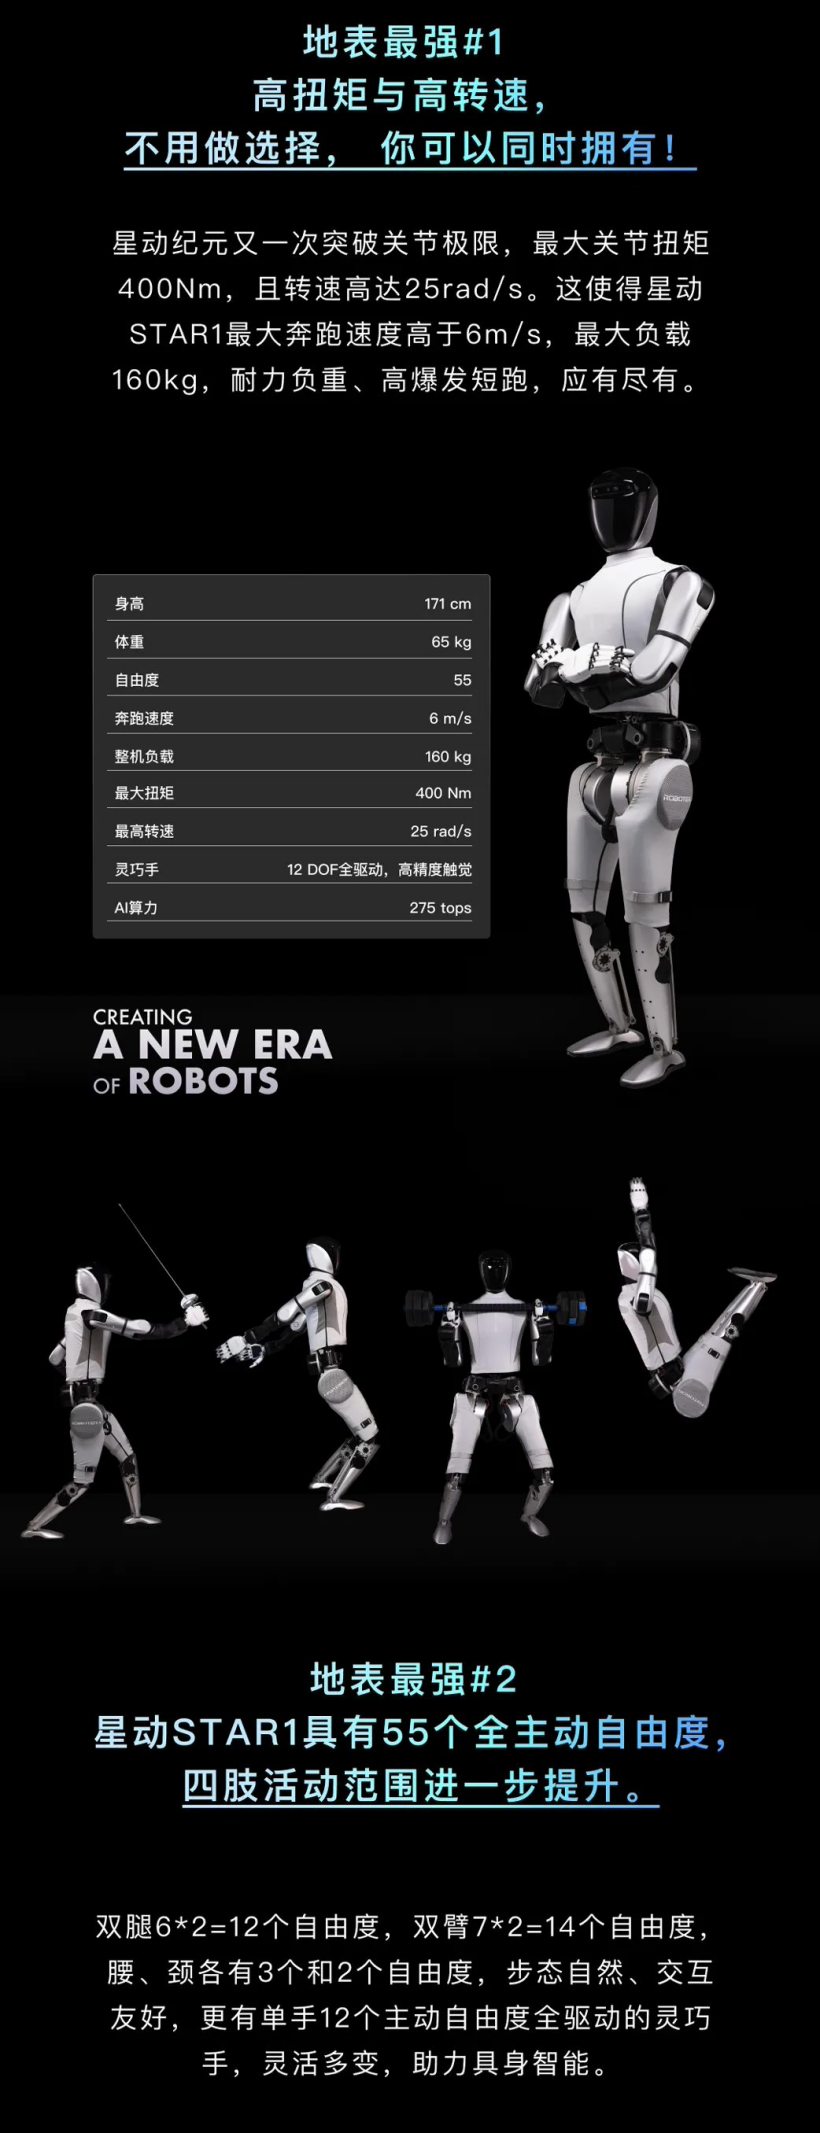 地表最强#1
高扭矩与高转速，
不用做选择， 你可以同时拥有！
星动纪元又一次突破关节极限，最大关节扭矩
400Nm，且转速高达25rad/s。这使得星动
STAR1最大奔跑速度高于6m/s，最大负载
160kg，耐力负重、高爆发短跑，应有尽有。
身高 171 cm
体重 65 kg
自由度 55
奔跑速度 6 m/s
整机负载 160 kg
最大扭矩 400 Nm
最高转速 25 rad/s
灵巧手 12 DOF全驱动，高精度触觉
AI算力 275 tops
CREATING
A NEW ERA
OF ROBOTS
地表最强#2
星动STAR1具有55个全主动自由度，
四肢活动范围进一步提升。
双腿6*2=12个自由度，双臂7*2=14个自由度，
腰、颈各有3个和2个自由度，步态自然、交互
友好，更有单手12个主动自由度全驱动的灵巧
手，灵活多变，助力具身智能。